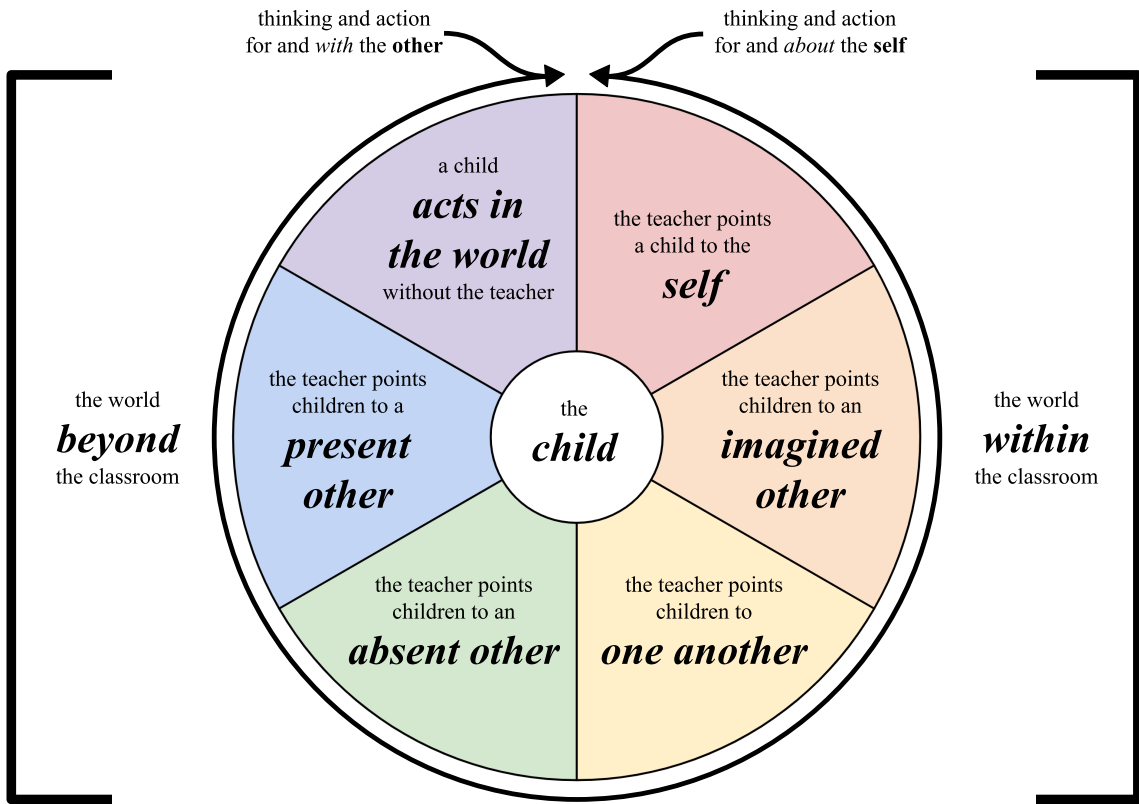 thinking and action
for and with the other
thinking and action
for and about the self
a child
acts in
the world
without the teacher
the teacher points
a child to the
self
the teacher points
children to a
present
other
the
child
the teacher points
children to an
imagined
other
the world
beyond
the classroom
the world
within
the classroom
the teacher points
children to an
absent other
the teacher points
children to
one another